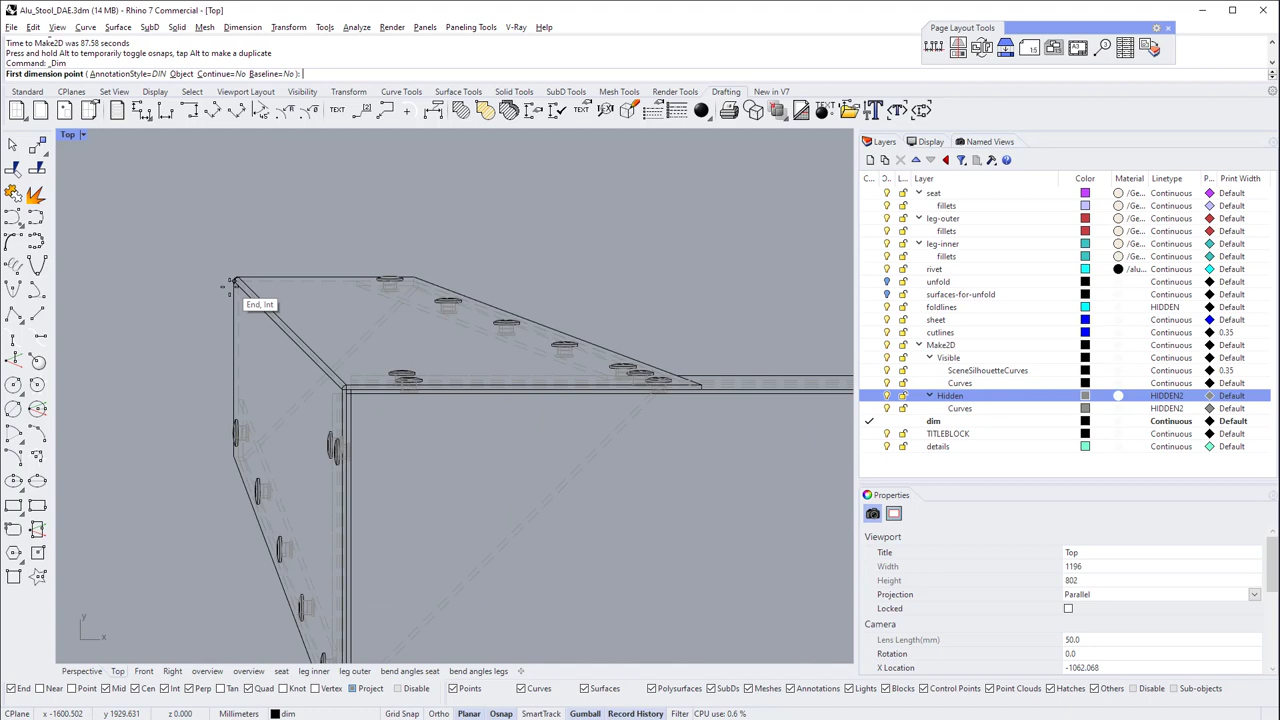 Alu_Stool_DAE.3dm (14 MB) - Rhino 7 Commercial - [Top]
File Edit View Curve Surface SubD Solid Mesh Dimension Transform Tools Analyze Render Panels Paneling Tools V-Ray Help
Time to Make2D was 87.58 seconds
Press and hold Alt to temporarily toggle osnaps, tap Alt to make a duplicate
Command: _Dim
First dimension point ( AnnotationStyle=DIN Object Continue=No Baseline=No ):
Page Layout Tools
Standard CPlanes Set View Display Select Viewport Layout Visibility Transform Curve Tools Surface Tools Solid Tools SubD Tools Mesh Tools Render Tools Drafting New in V7
TEXT
Top
End, Int
y
x
Layers Display Named Views
C... Layer Color Material Linetype P... Print Width
seat /Ge... Continuous Default
fillets Continuous Default
leg-outer /Ge... Continuous Default
fillets /Ge... Continuous Default
leg-inner /Ge... Continuous Default
fillets /Ge... Continuous Default
rivet /alu... Continuous Default
unfold Continuous Default
surfaces-for-unfold Continuous Default
foldlines HIDDEN Default
sheet Continuous Default
cutlines Continuous 0.35
Make2D Continuous Default
Visible Continuous Default
SceneSilhouetteCurves Continuous 0.35
Curves Continuous Default
Hidden HIDDEN2 Default
Curves HIDDEN2 Default
dim Continuous Default
TITLEBLOCK Continuous Default
details Continuous Default
Properties
Viewport
Title Top
Width 1196
Height 802
Projection Parallel
Locked
Camera
Lens Length(mm) 50.0
Rotation 0.0
X Location -1062.068
Perspective Top Front Right overview overview seat leg inner leg outer bend angles seat bend angles legs
End Near Point Mid Cen Int Perp Tan Quad Knot Vertex Project Disable Points Curves Surfaces Polysurfaces SubDs Meshes Annotations Lights Blocks Control Points Point Clouds Hatches Others Disable Sub-objects
CPlane x -1600.502 y 1929.631 z 0.000 Millimeters dim Grid Snap Ortho Planar Osnap SmartTrack Gumball Record History Filter CPU use: 0.6 %